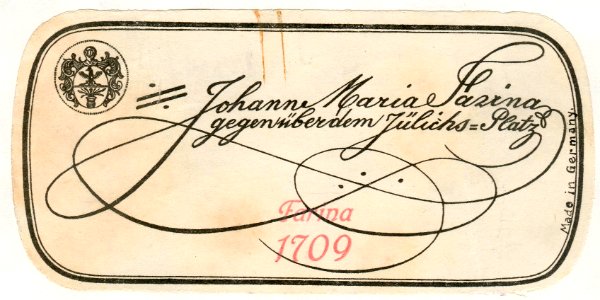 Johann Maria Farina
gegenüber dem Jülichs=Platz
Farina
1709
Made in Germany.